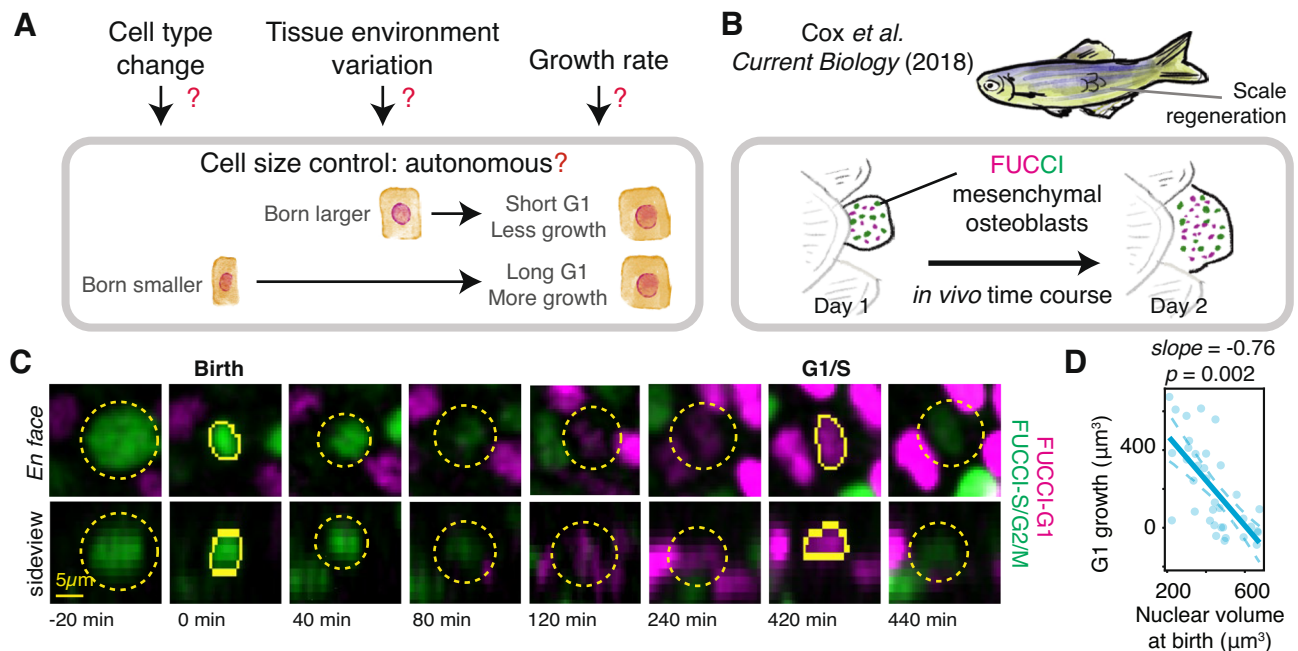 A
Cell type
change
?
Tissue environment
variation
?
Growth rate
?
Cell size control: autonomous?
Born larger
Short G1
Less growth
Born smaller
Long G1
More growth
B
Cox et al.
Current Biology (2018)
Scale
regeneration
FUCCI
mesenchymal
osteoblasts
in vivo time course
Day 1
Day 2
C
Birth
G1/S
En face
sideview
5µm
-20 min
0 min
40 min
80 min
120 min
240 min
420 min
440 min
FUCCI-G1
FUCCI-S/G2/M
D
slope = -0.76
p = 0.002
G1 growth (µm³)
400
0
200
600
Nuclear volume
at birth (µm³)